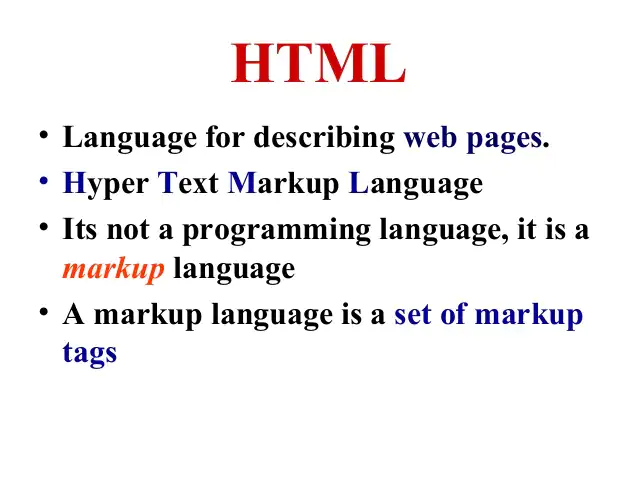 HTML
• Language for describing web pages.
• Hyper Text Markup Language
• Its not a programming language, it is a
markup language
• A markup language is a set of markup
tags